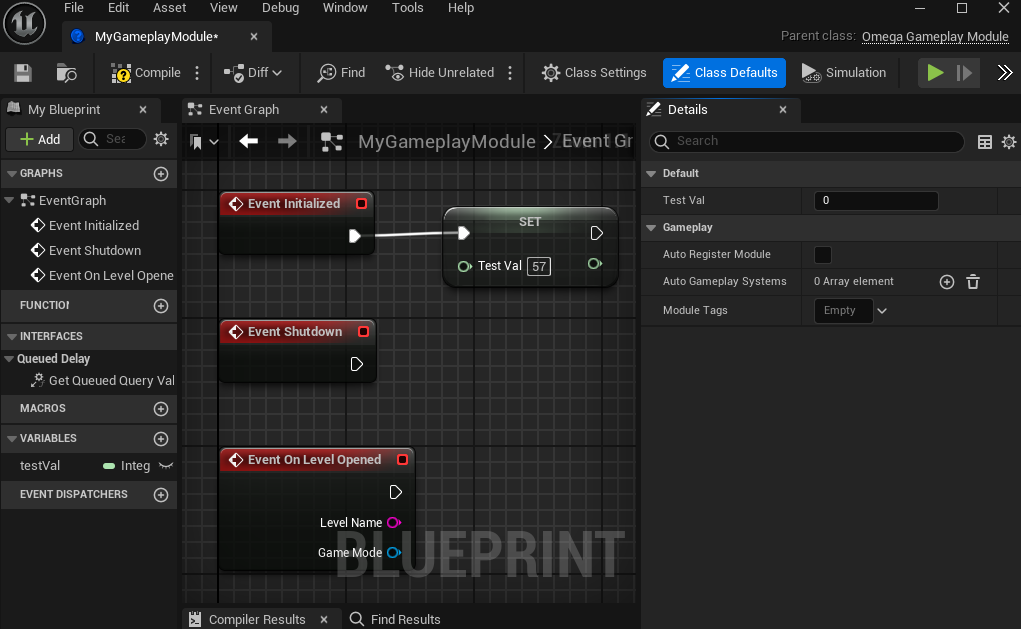 File Edit Asset View Debug Window Tools Help
MyGameplayModule*
Parent class: Omega Gameplay Module
Compile Diff Find Hide Unrelated Class Settings Class Defaults Simulation
My Blueprint
Add
Sea
GRAPHS
EventGraph
Event Initialized
Event Shutdown
Event On Level Opene
FUNCTION
INTERFACES
Queued Delay
Get Queued Query Val
MACROS
VARIABLES
testVal Integ
EVENT DISPATCHERS
Event Graph
MyGameplayModule > Event Gr
Event Initialized
SET
Test Val 57
Event Shutdown
Event On Level Opened
Level Name
Game Mode
BLUEPRINT
Compiler Results
Find Results
Details
Search
Default
Test Val 0
Gameplay
Auto Register Module
Auto Gameplay Systems 0 Array element
Module Tags Empty